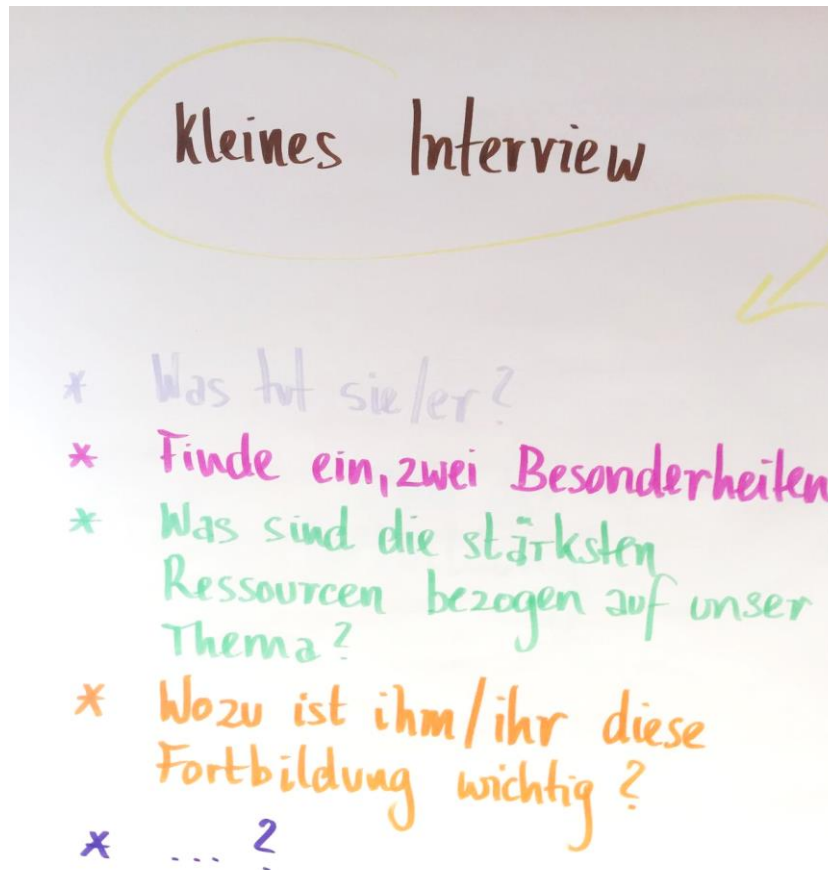 Kleines Interview
* Was tut sie/er?
* Finde ein, zwei Besonderheiten
* Was sind die stärksten
Ressourcen bezogen auf unser
Thema?
* Wozu ist ihm/ihr diese
Fortbildung wichtig?
* ... ?